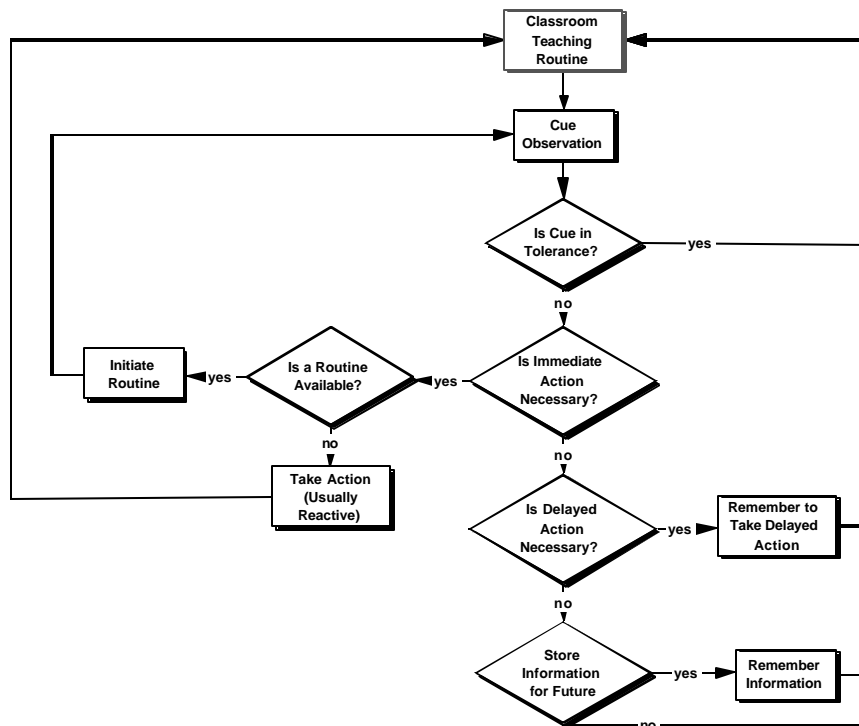 Classroom
Teaching
Routine
Cue
Observation
Is Cue in
Tolerance?
yes
no
Initiate
Routine
yes
Is a Routine
Available?
yes
Is Immediate
Action
Necessary?
no
no
Take Action
(Usually
Reactive)
Is Delayed
Action
Necessary?
yes
Remember to
Take Delayed
Action
no
Store
Information
for Future
yes
Remember
Information
no